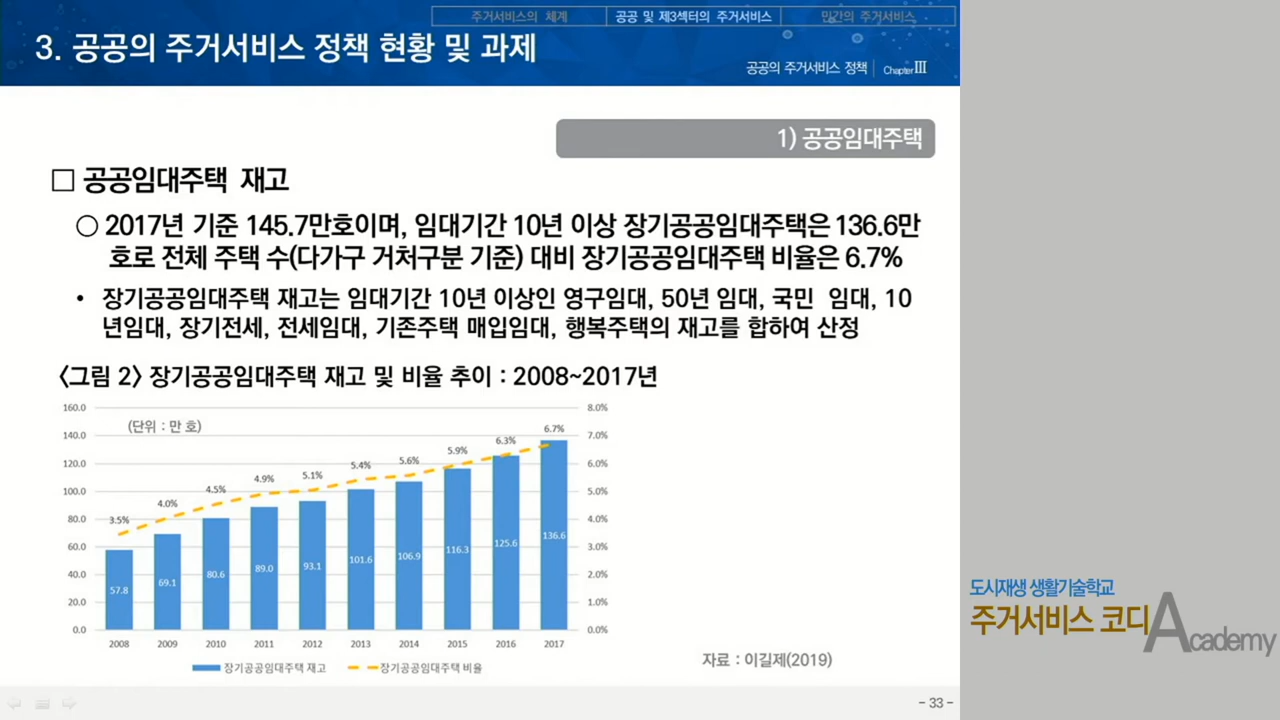 주거서비스의 체계
공공 및 제3섹터의 주거서비스
민간의 주거서비스
3. 공공의 주거서비스 정책 현황 및 과제
공공의 주거서비스 정책 | Chapter Ⅲ
1) 공공임대주택
□ 공공임대주택 재고
○ 2017년 기준 145.7만호이며, 임대기간 10년 이상 장기공공임대주택은 136.6만
호로 전체 주택 수(다가구 거처구분 기준) 대비 장기공공임대주택 비율은 6.7%
• 장기공공임대주택 재고는 임대기간 10년 이상인 영구임대, 50년 임대, 국민 임대, 10
년임대, 장기전세, 전세임대, 기존주택 매입임대, 행복주택의 재고를 합하여 산정
<그림 2> 장기공공임대주택 재고 및 비율 추이 : 2008~2017년
(단위 : 만 호)
160.0
140.0
120.0
100.0
80.0
60.0
40.0
20.0
0.0
8.0%
7.0%
6.0%
5.0%
4.0%
3.0%
2.0%
1.0%
0.0%
3.5%
4.0%
4.5%
4.9%
5.1%
5.4%
5.6%
5.9%
6.3%
6.7%
57.8
69.1
80.6
89.0
93.1
101.6
106.9
116.3
125.6
136.6
2008 2009 2010 2011 2012 2013 2014 2015 2016 2017
장기공공임대주택 재고 장기공공임대주택 비율
자료 : 이길제(2019)
- 33 -
도시재생 생활기술학교
주거서비스 코디
Academy